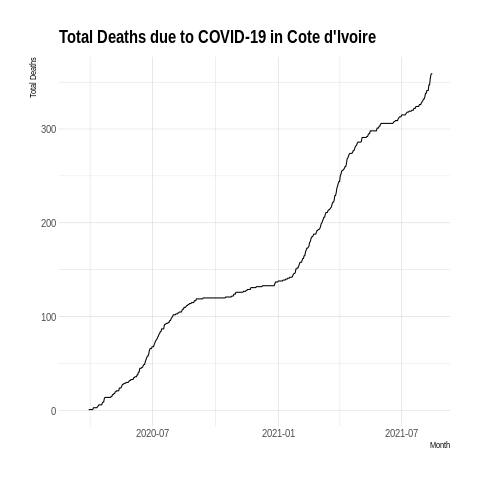 Total Deaths due to COVID-19 in Cote d'Ivoire
Total Deaths
300
200
100
0
2020-07 2021-01 2021-07
Month